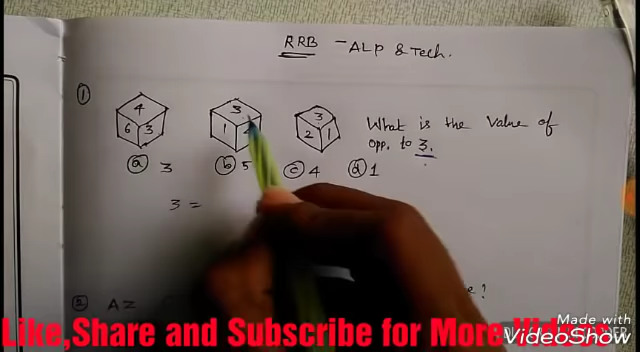 RRB - ALP & Tech.
① What is the Value of
opp. to 3.
4 6 3
3 1
3 2 1
ⓐ 3 ⓑ 5 ⓒ 4 ⓓ 1
3 =
② AZ ?
Like,Share and Subscribe for More
Made with
VideoShow